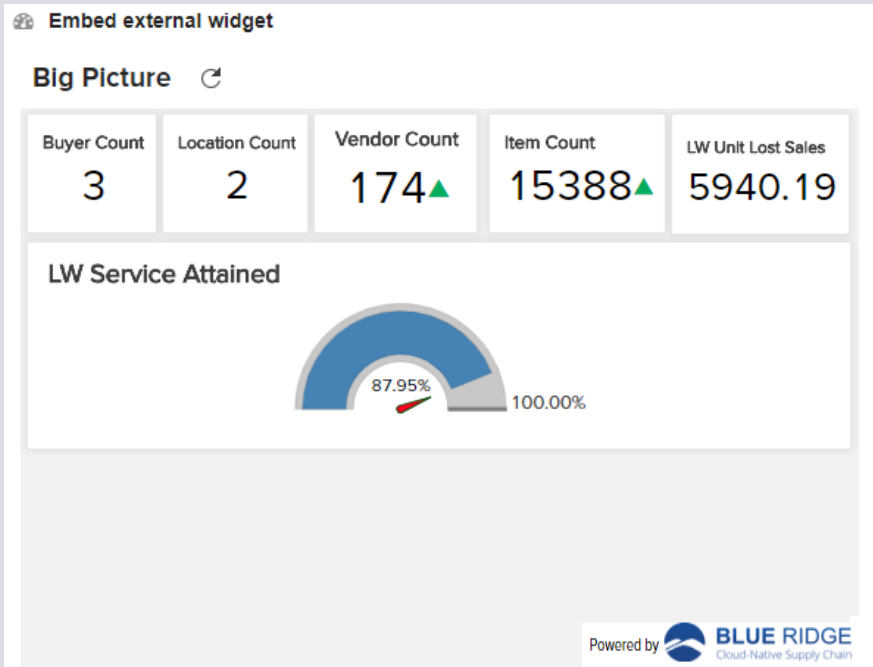 Embed external widget
Big Picture
Buyer Count
3
Location Count
2
Vendor Count
174
Item Count
15388
LW Unit Lost Sales
5940.19
LW Service Attained
87.95%
100.00%
Powered by
BLUE RIDGE
Cloud-Native Supply Chain